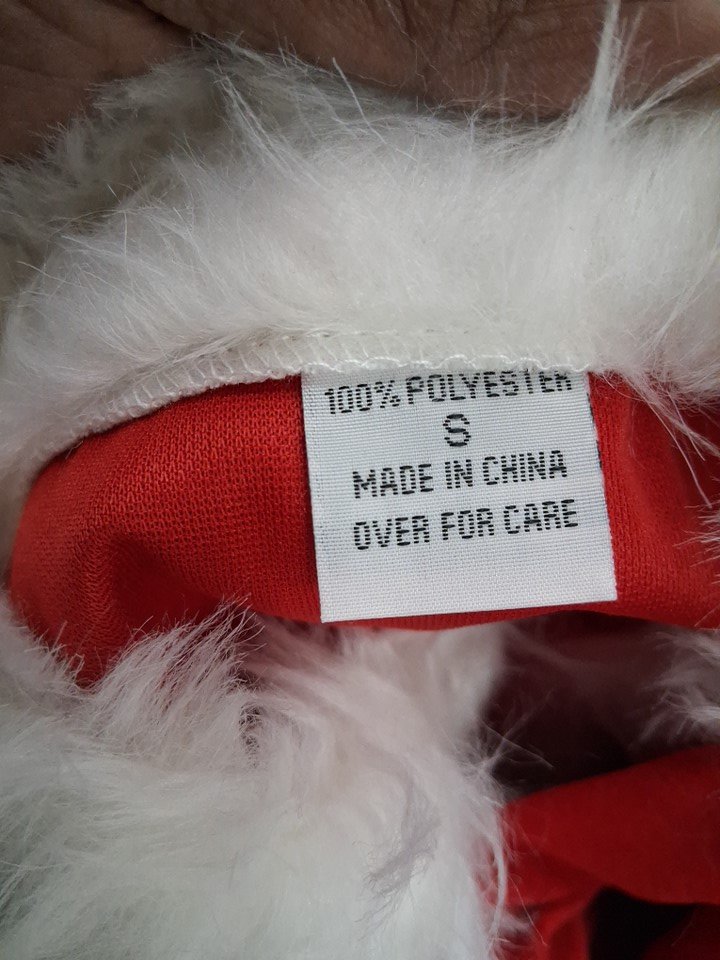 100% POLYESTER
S
MADE IN CHINA
OVER FOR CARE